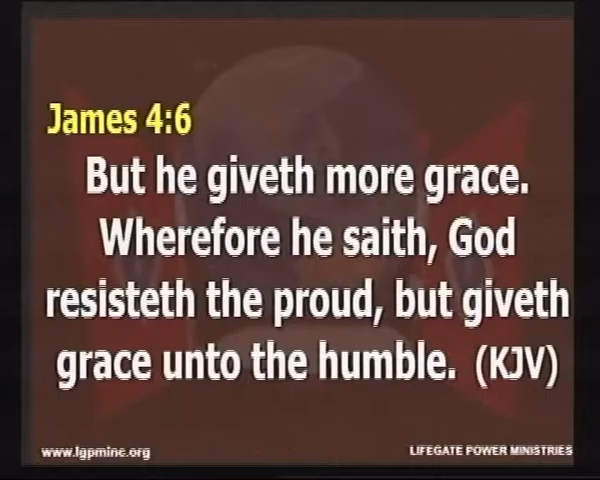 James 4:6
But he giveth more grace.
Wherefore he saith, God
resisteth the proud, but giveth
grace unto the humble. (KJV)
www.lgpminc.org
LIFEGATE POWER MINISTRIES